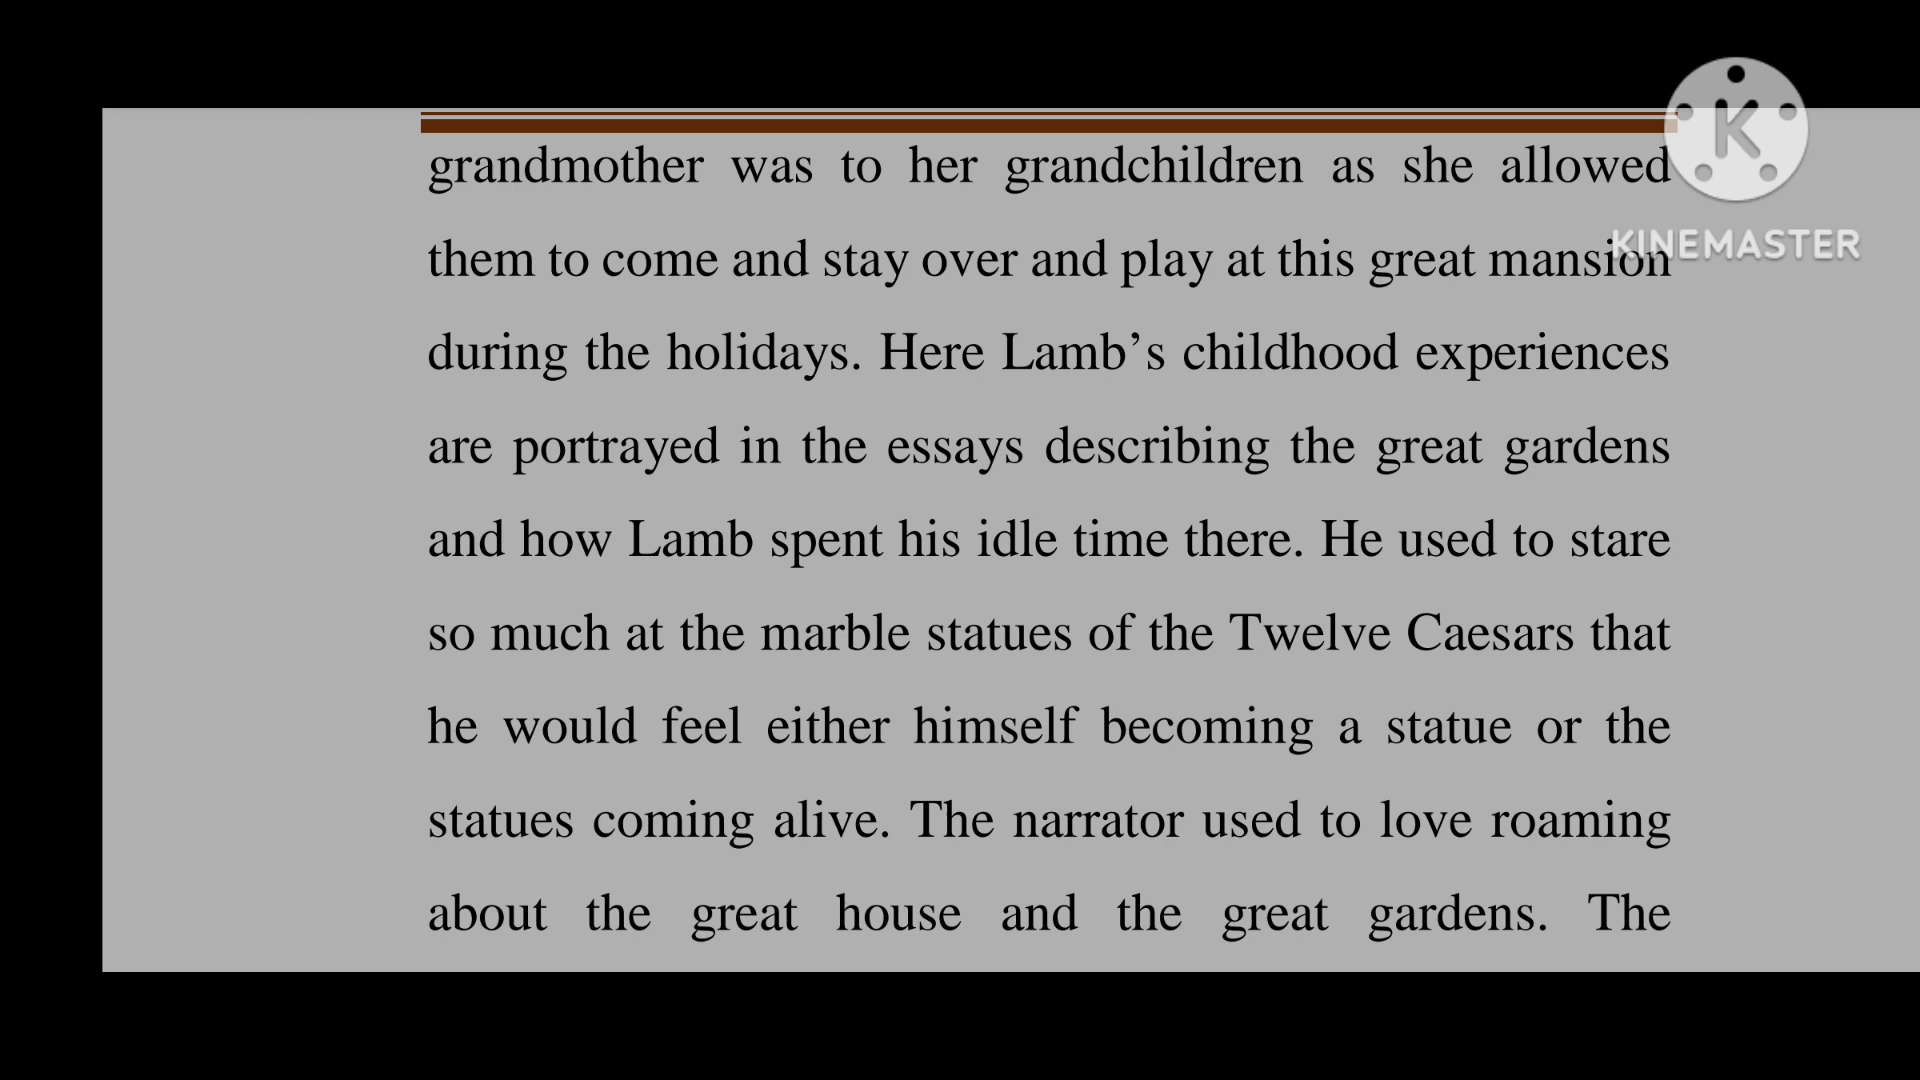 grandmother was to her grandchildren as she allowed
them to come and stay over and play at this great mansion
during the holidays. Here Lamb’s childhood experiences
are portrayed in the essays describing the great gardens
and how Lamb spent his idle time there. He used to stare
so much at the marble statues of the Twelve Caesars that
he would feel either himself becoming a statue or the
statues coming alive. The narrator used to love roaming
about the great house and the great gardens. The
K
KINEMASTER